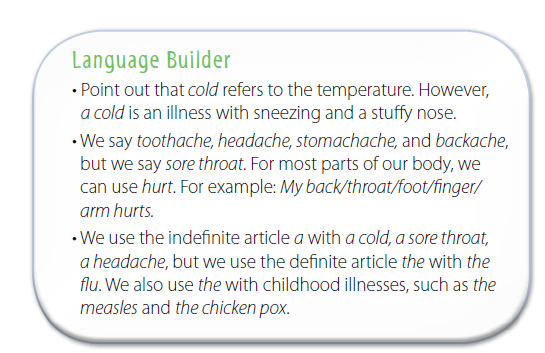 Language Builder
• Point out that cold refers to the temperature. However,
a cold is an illness with sneezing and a stuffy nose.
• We say toothache, headache, stomachache, and backache,
but we say sore throat. For most parts of our body, we
can use hurt. For example: My back/throat/foot/finger/
arm hurts.
• We use the indefinite article a with a cold, a sore throat,
a headache, but we use the definite article the with the
flu. We also use the with childhood illnesses, such as the
measles and the chicken pox.